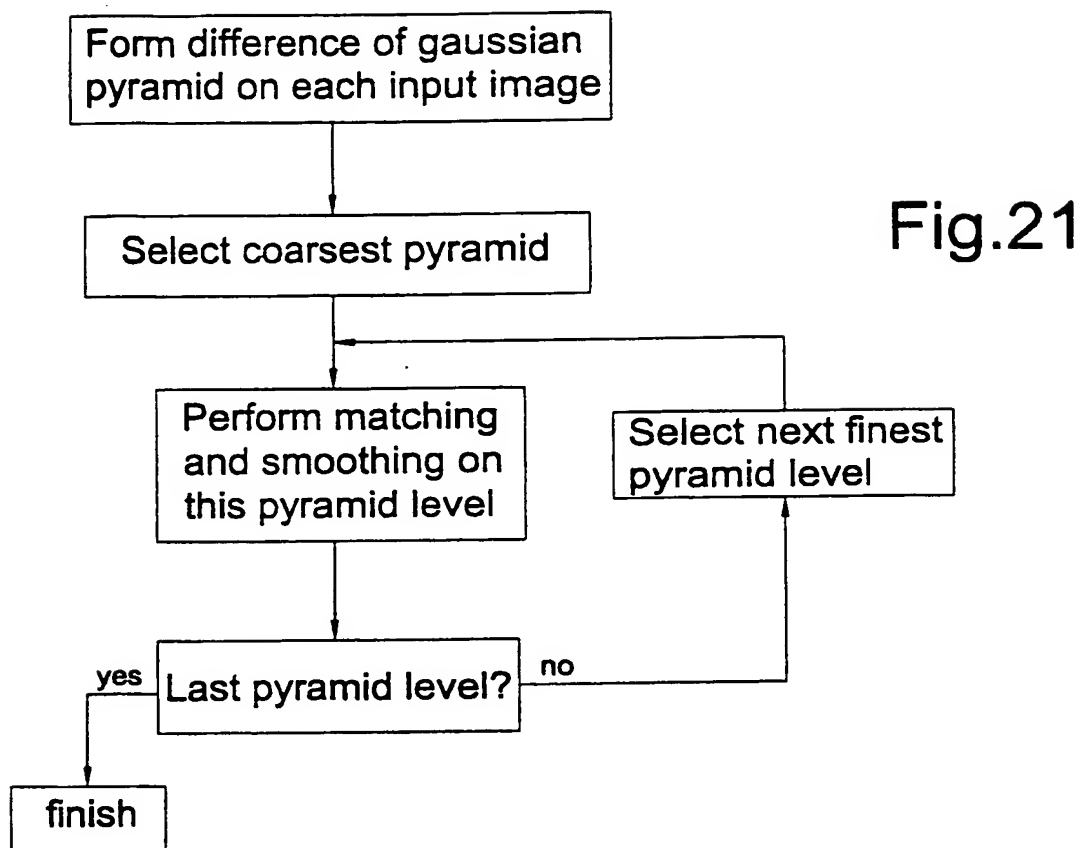 Form difference of gaussian
pyramid on each input image
Select coarsest pyramid
Fig.21
Perform matching
and smoothing on
this pyramid level
Select next finest
pyramid level
Last pyramid level?
yes
no
finish